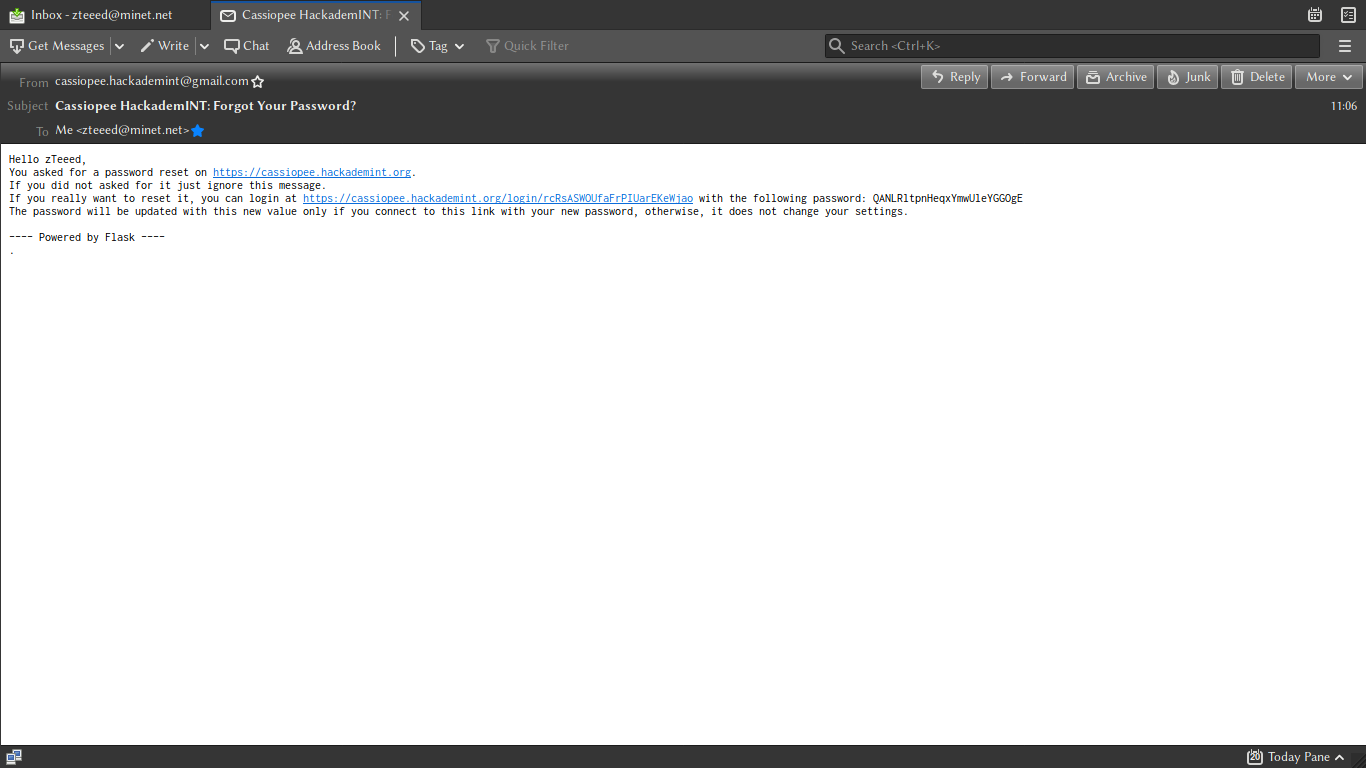 Inbox - zteeed@minet.net
Cassiopee HackademINT: F
Get Messages Write Chat Address Book Tag Quick Filter Search <Ctrl+K>
From cassiopee.hackademint@gmail.com Reply Forward Archive Junk Delete More
Subject Cassiopee HackademINT: Forgot Your Password? 11:06
To Me <zteeed@minet.net>
Hello zTeeed,
You asked for a password reset on https://cassiopee.hackademint.org.
If you did not asked for it just ignore this message.
If you really want to reset it, you can login at https://cassiopee.hackademint.org/login/rcRsASWOUfaFrPIUarEKeWjao with the following password: QANLRltpnHeqxYmwUleYGGOgE
The password will be updated with this new value only if you connect to this link with your new password, otherwise, it does not change your settings.
---- Powered by Flask ----
.
20 Today Pane